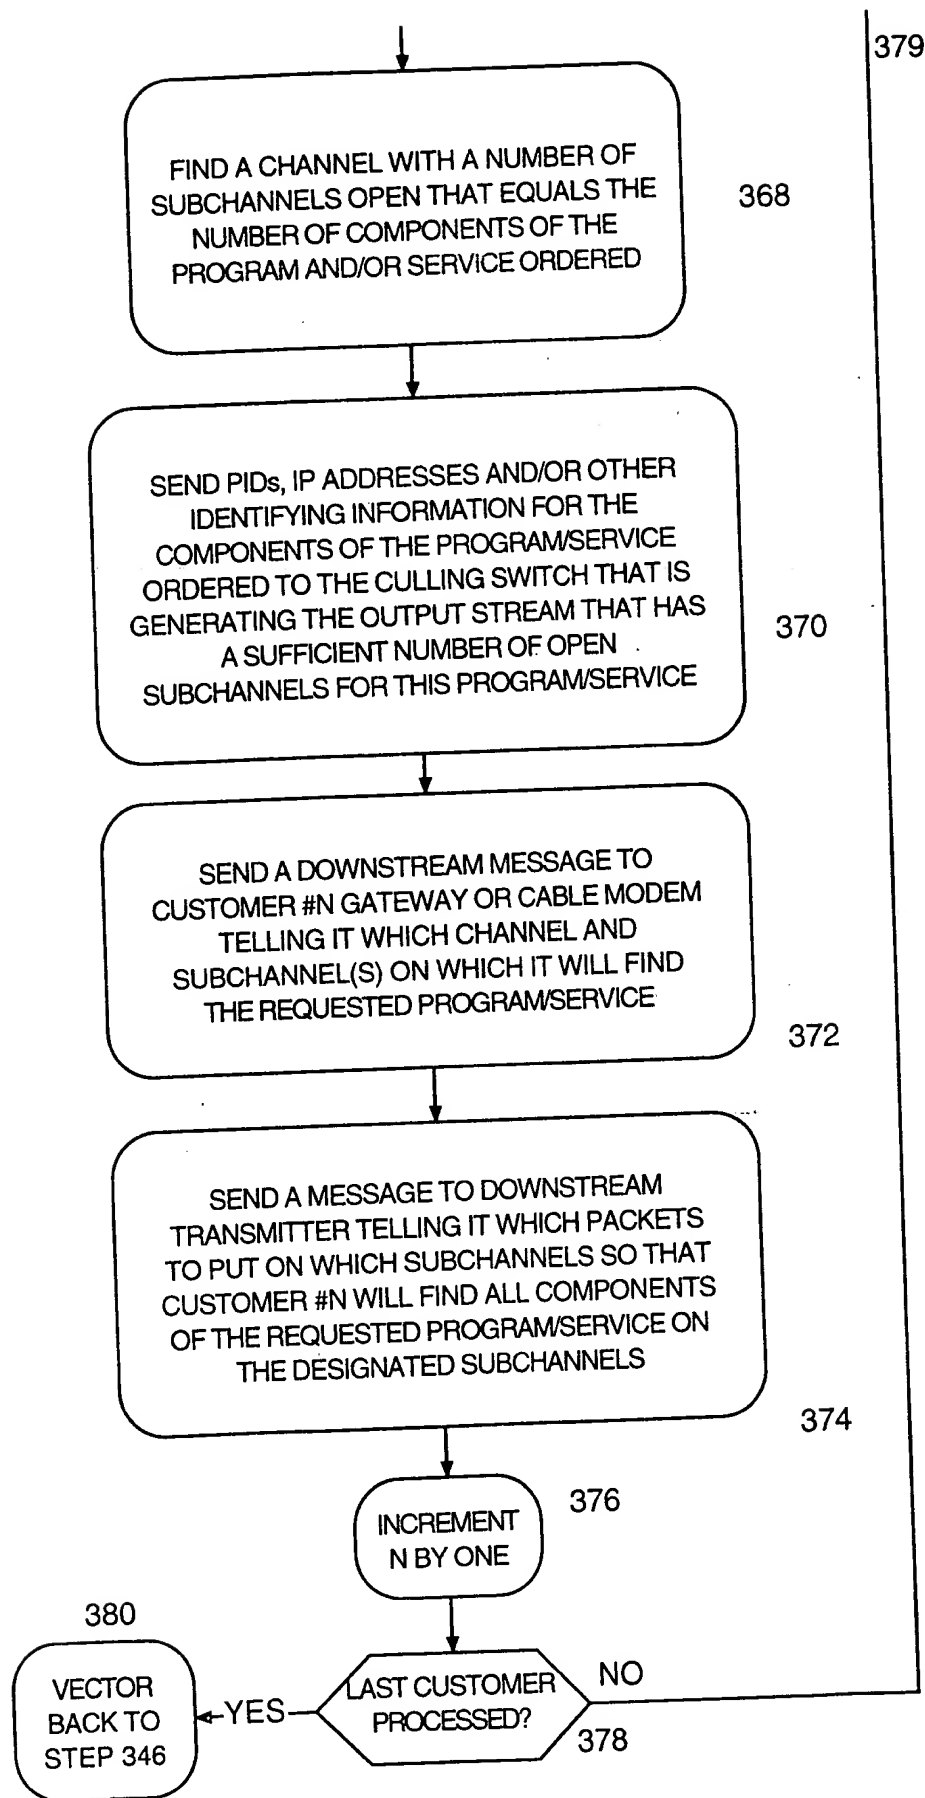 379
FIND A CHANNEL WITH A NUMBER OF
SUBCHANNELS OPEN THAT EQUALS THE
NUMBER OF COMPONENTS OF THE
PROGRAM AND/OR SERVICE ORDERED
368
SEND PIDs, IP ADDRESSES AND/OR OTHER
IDENTIFYING INFORMATION FOR THE
COMPONENTS OF THE PROGRAM/SERVICE
ORDERED TO THE CULLING SWITCH THAT IS
GENERATING THE OUTPUT STREAM THAT HAS
A SUFFICIENT NUMBER OF OPEN
SUBCHANNELS FOR THIS PROGRAM/SERVICE
370
SEND A DOWNSTREAM MESSAGE TO
CUSTOMER #N GATEWAY OR CABLE MODEM
TELLING IT WHICH CHANNEL AND
SUBCHANNEL(S) ON WHICH IT WILL FIND
THE REQUESTED PROGRAM/SERVICE
372
SEND A MESSAGE TO DOWNSTREAM
TRANSMITTER TELLING IT WHICH PACKETS
TO PUT ON WHICH SUBCHANNELS SO THAT
CUSTOMER #N WILL FIND ALL COMPONENTS
OF THE REQUESTED PROGRAM/SERVICE ON
THE DESIGNATED SUBCHANNELS
374
376
INCREMENT
N BY ONE
380
VECTOR
BACK TO
STEP 346
YES
LAST CUSTOMER
PROCESSED?
NO
378